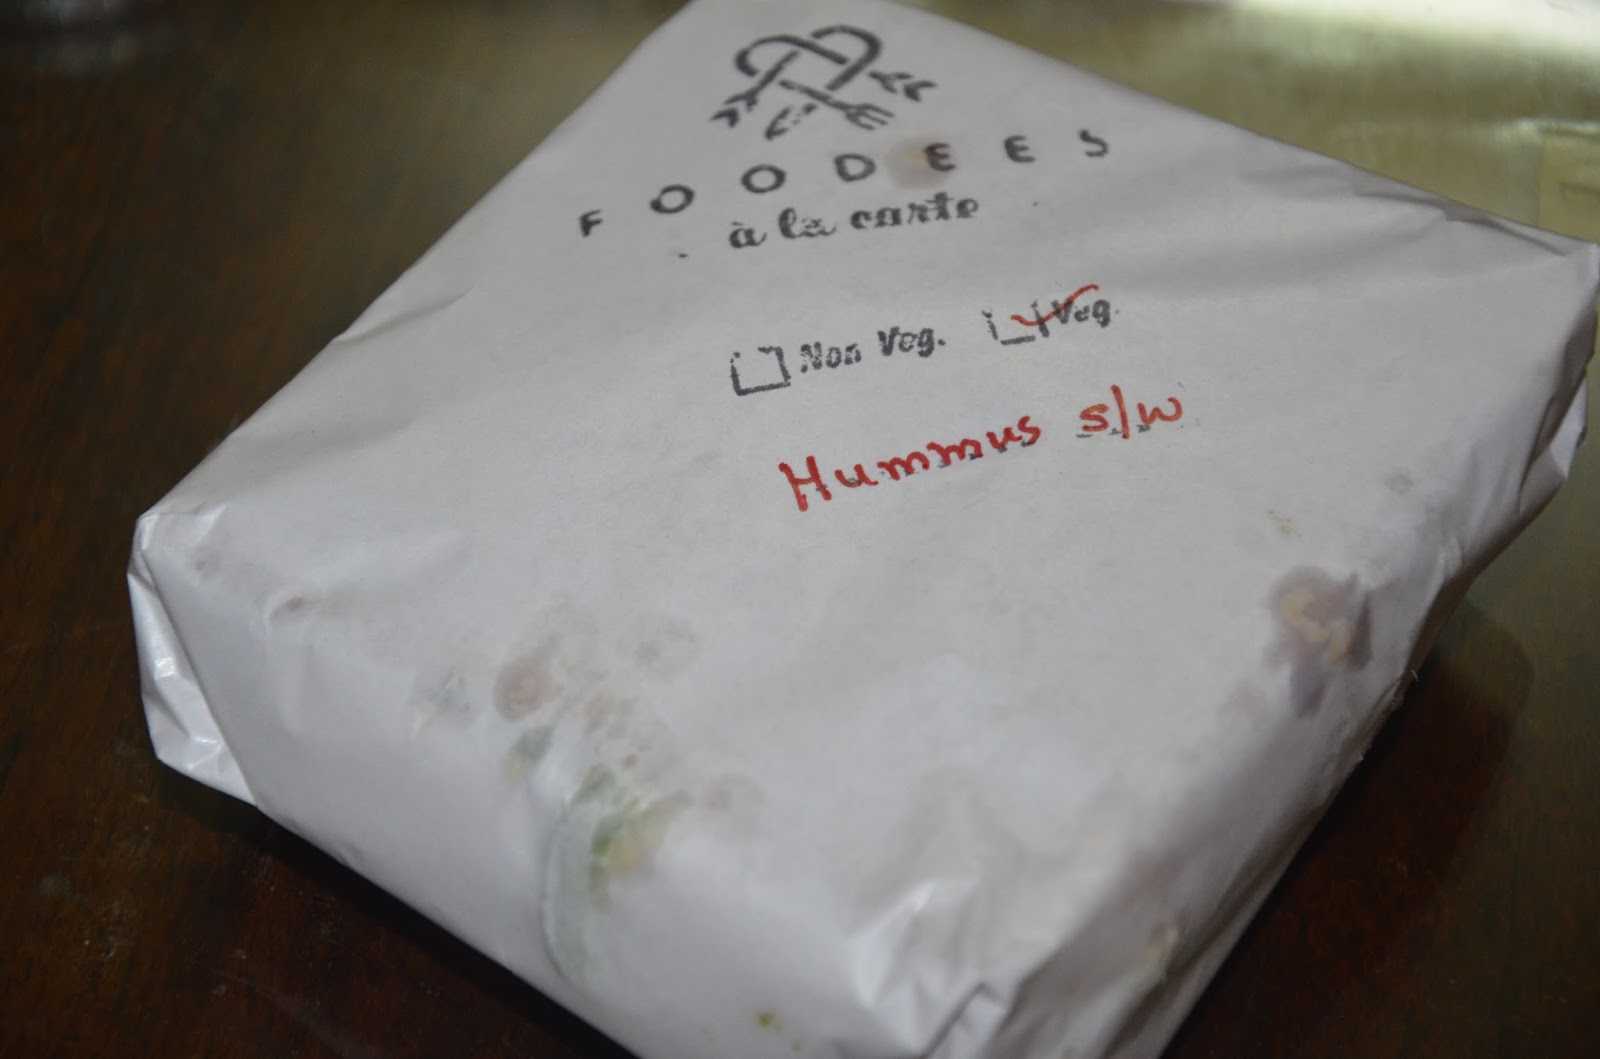 FOODEES
à la carte
Non Veg. Veg.
Hummus s/w